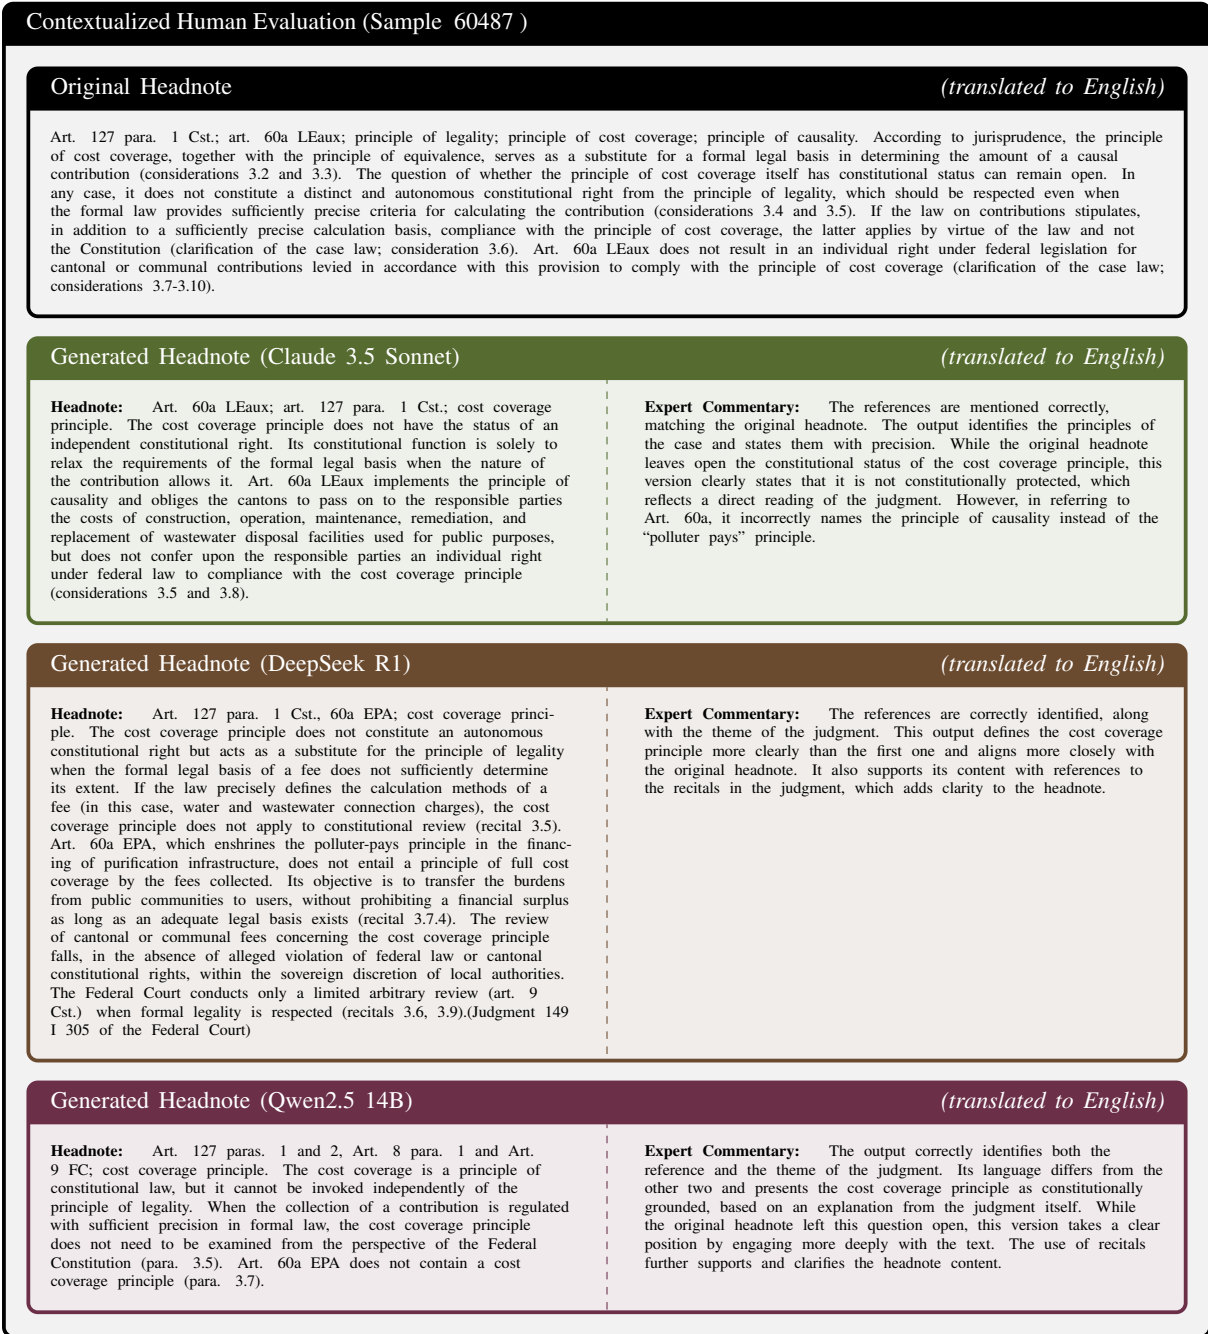 Contextualized Human Evaluation (Sample 60487 )
Original Headnote (translated to English)
Art. 127 para. 1 Cst.; art. 60a LEaux; principle of legality; principle of cost coverage; principle of causality. According to jurisprudence, the principle
of cost coverage, together with the principle of equivalence, serves as a substitute for a formal legal basis in determining the amount of a causal
contribution (considerations 3.2 and 3.3). The question of whether the principle of cost coverage itself has constitutional status can remain open. In
any case, it does not constitute a distinct and autonomous constitutional right from the principle of legality, which should be respected even when
the formal law provides sufficiently precise criteria for calculating the contribution (considerations 3.4 and 3.5). If the law on contributions stipulates,
in addition to a sufficiently precise calculation basis, compliance with the principle of cost coverage, the latter applies by virtue of the law and not
the Constitution (clarification of the case law; consideration 3.6). Art. 60a LEaux does not result in an individual right under federal legislation for
cantonal or communal contributions levied in accordance with this provision to comply with the principle of cost coverage (clarification of the case law;
considerations 3.7-3.10).
Generated Headnote (Claude 3.5 Sonnet) (translated to English)
Headnote: Art. 60a LEaux; art. 127 para. 1 Cst.; cost coverage
principle. The cost coverage principle does not have the status of an
independent constitutional right. Its constitutional function is solely to
relax the requirements of the formal legal basis when the nature of
the contribution allows it. Art. 60a LEaux implements the principle of
causality and obliges the cantons to pass on to the responsible parties
the costs of construction, operation, maintenance, remediation, and
replacement of wastewater disposal facilities used for public purposes,
but does not confer upon the responsible parties an individual right
under federal law to compliance with the cost coverage principle
(considerations 3.5 and 3.8).
Expert Commentary: The references are mentioned correctly,
matching the original headnote. The output identifies the principles of
the case and states them with precision. While the original headnote
leaves open the constitutional status of the cost coverage principle, this
version clearly states that it is not constitutionally protected, which
reflects a direct reading of the judgment. However, in referring to
Art. 60a, it incorrectly names the principle of causality instead of the
“polluter pays” principle.
Generated Headnote (DeepSeek R1) (translated to English)
Headnote: Art. 127 para. 1 Cst., 60a EPA; cost coverage princi-
ple. The cost coverage principle does not constitute an autonomous
constitutional right but acts as a substitute for the principle of legality
when the formal legal basis of a fee does not sufficiently determine
its extent. If the law precisely defines the calculation methods of a
fee (in this case, water and wastewater connection charges), the cost
coverage principle does not apply to constitutional review (recital 3.5).
Art. 60a EPA, which enshrines the polluter-pays principle in the financ-
ing of purification infrastructure, does not entail a principle of full cost
coverage by the fees collected. Its objective is to transfer the burdens
from public communities to users, without prohibiting a financial surplus
as long as an adequate legal basis exists (recital 3.7.4). The review
of cantonal or communal fees concerning the cost coverage principle
falls, in the absence of alleged violation of federal law or cantonal
constitutional rights, within the sovereign discretion of local authorities.
The Federal Court conducts only a limited arbitrary review (art. 9
Cst.) when formal legality is respected (recitals 3.6, 3.9).(Judgment 149
I 305 of the Federal Court)
Expert Commentary: The references are correctly identified, along
with the theme of the judgment. This output defines the cost coverage
principle more clearly than the first one and aligns more closely with
the original headnote. It also supports its content with references to
the recitals in the judgment, which adds clarity to the headnote.
Generated Headnote (Qwen2.5 14B) (translated to English)
Headnote: Art. 127 paras. 1 and 2, Art. 8 para. 1 and Art.
9 FC; cost coverage principle. The cost coverage is a principle of
constitutional law, but it cannot be invoked independently of the
principle of legality. When the collection of a contribution is regulated
with sufficient precision in formal law, the cost coverage principle
does not need to be examined from the perspective of the Federal
Constitution (para. 3.5). Art. 60a EPA does not contain a cost
coverage principle (para. 3.7).
Expert Commentary: The output correctly identifies both the
reference and the theme of the judgment. Its language differs from the
other two and presents the cost coverage principle as constitutionally
grounded, based on an explanation from the judgment itself. While
the original headnote left this question open, this version takes a clear
position by engaging more deeply with the text. The use of recitals
further supports and clarifies the headnote content.